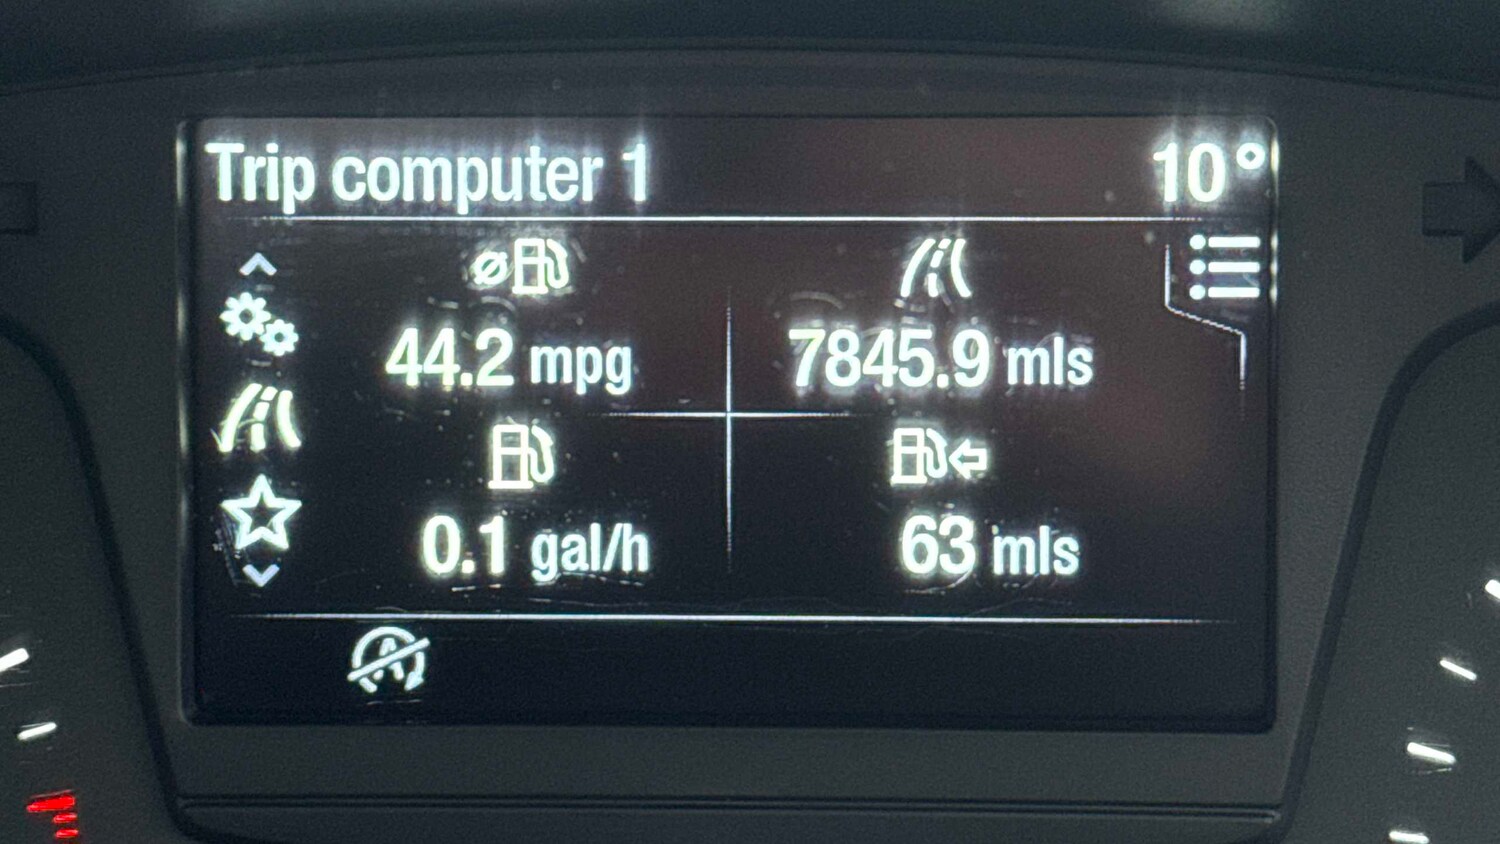 Trip computer 1 10°
44.2 mpg 7845.9 mls
0.1 gal/h 63 mls
A